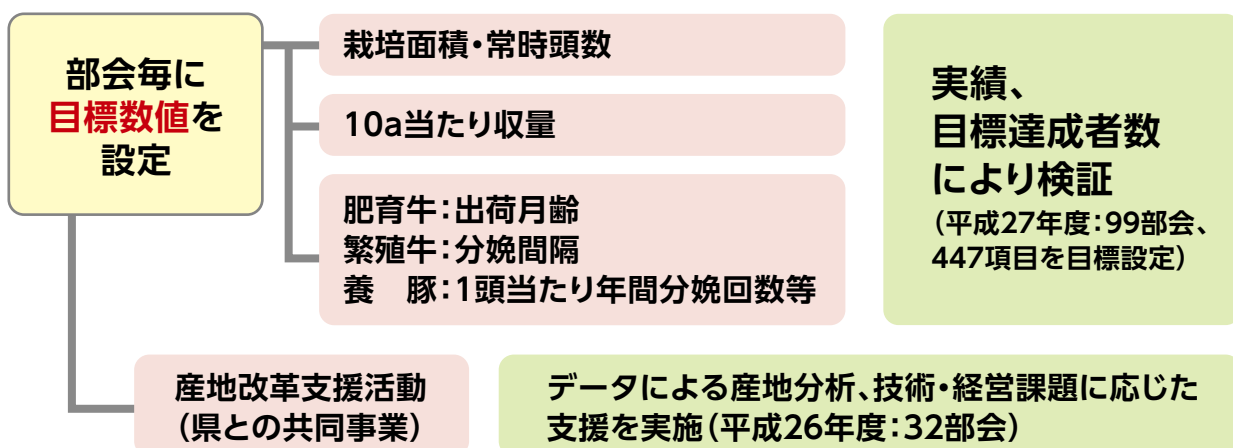 部会毎に
目標数値を
設定
栽培面積・常時頭数
10a当たり収量
肥育牛：出荷月齢
繁殖牛：分娩間隔
養　豚：1頭当たり年間分娩回数等
実績、
目標達成者数
により検証
（平成27年度：99部会、
447項目を目標設定）
産地改革支援活動
（県との共同事業）
データによる産地分析、技術・経営課題に応じた
支援を実施（平成26年度：32部会）